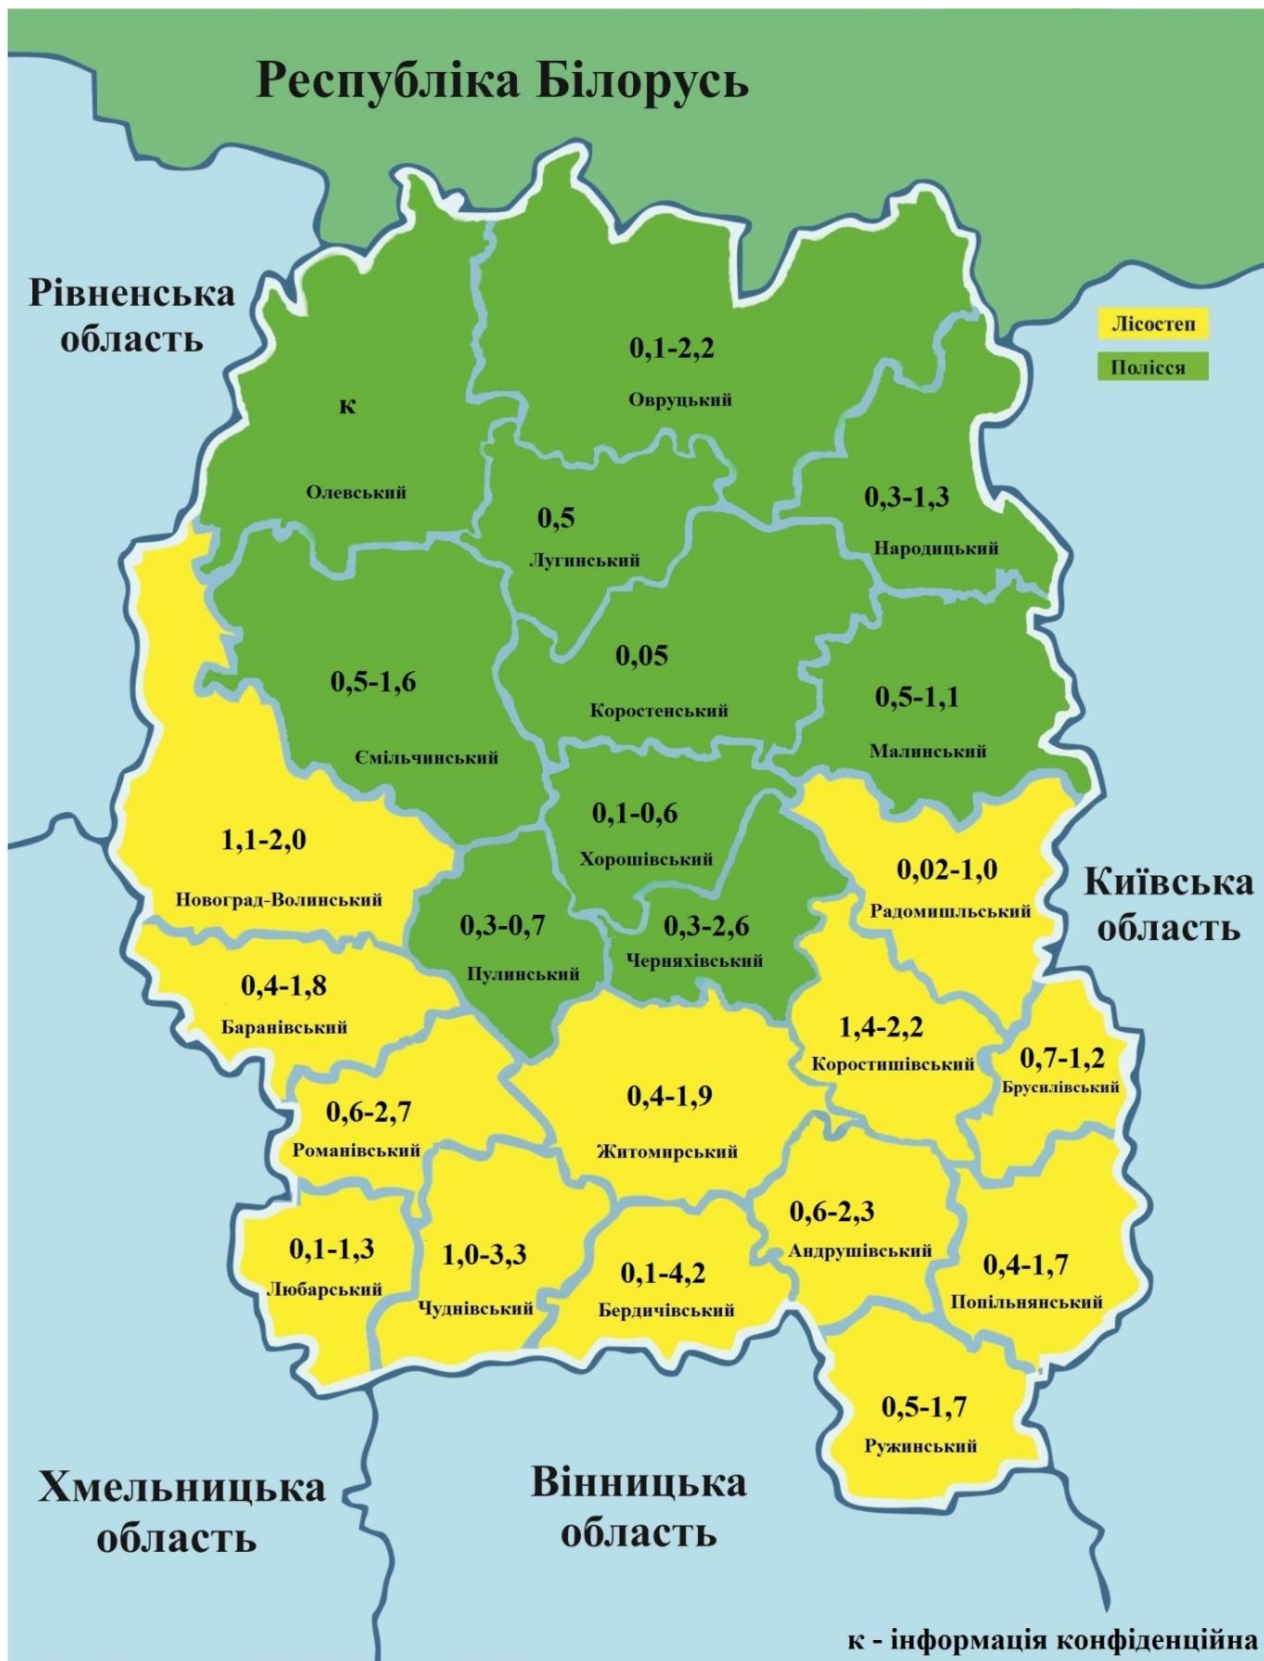 Республіка Білорусь
Рівненська
область
Лісостеп
Полісся
0,1-2,2
Овруцький
к
Олевський
0,3-1,3
Народицький
0,5
Лугинський
0,05
Коростенський
0,5-1,6
Ємільчинський
0,5-1,1
Малинський
0,1-0,6
Хорошівський
1,1-2,0
Новоград-Волинський
0,02-1,0
Радомишльський
Київська
область
0,3-0,7
Пулинський
0,3-2,6
Черняхівський
0,4-1,8
Баранівський
1,4-2,2
Коростишівський
0,7-1,2
Брусилівський
0,6-2,7
Романівський
0,4-1,9
Житомирський
0,6-2,3
Андрушівський
0,1-1,3
Любарський
1,0-3,3
Чуднівський
0,1-4,2
Бердичівський
0,4-1,7
Попільнянський
0,5-1,7
Ружинський
Хмельницька
область
Вінницька
область
к - інформація конфіденційна